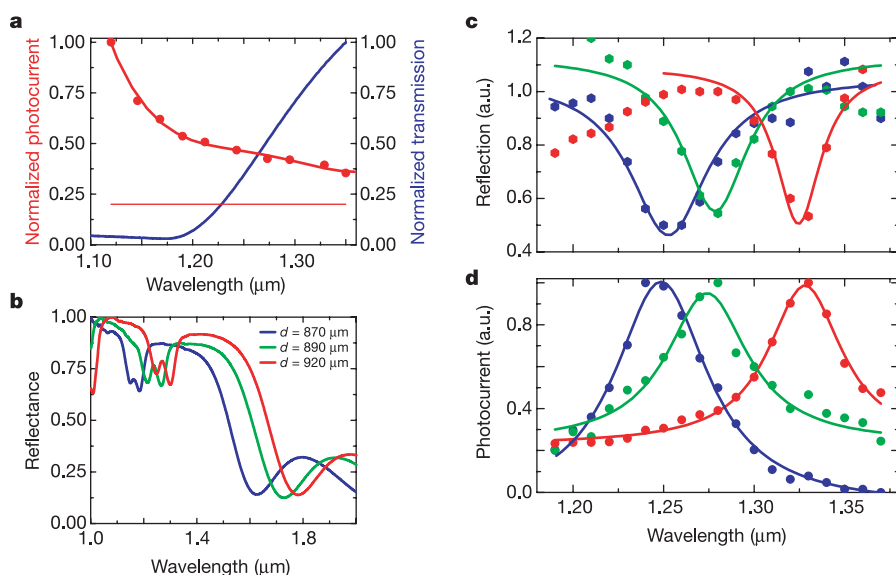 a
Normalized photocurrent
1.00
0.75
0.50
0.25
0.00
1.00
0.75
0.50
0.25
0.00
Normalized transmission
1.10
1.20
1.30
Wavelength (μm)
b
Reflectance
1.00
0.75
0.50
0.25
0.00
d = 870 μm
d = 890 μm
d = 920 μm
1.0
1.4
1.8
Wavelength (μm)
c
Reflection (a.u.)
1.2
1.0
0.8
0.6
0.4
d
Photocurrent (a.u.)
0.8
0.4
0.0
1.20
1.25
1.30
1.35
Wavelength (μm)